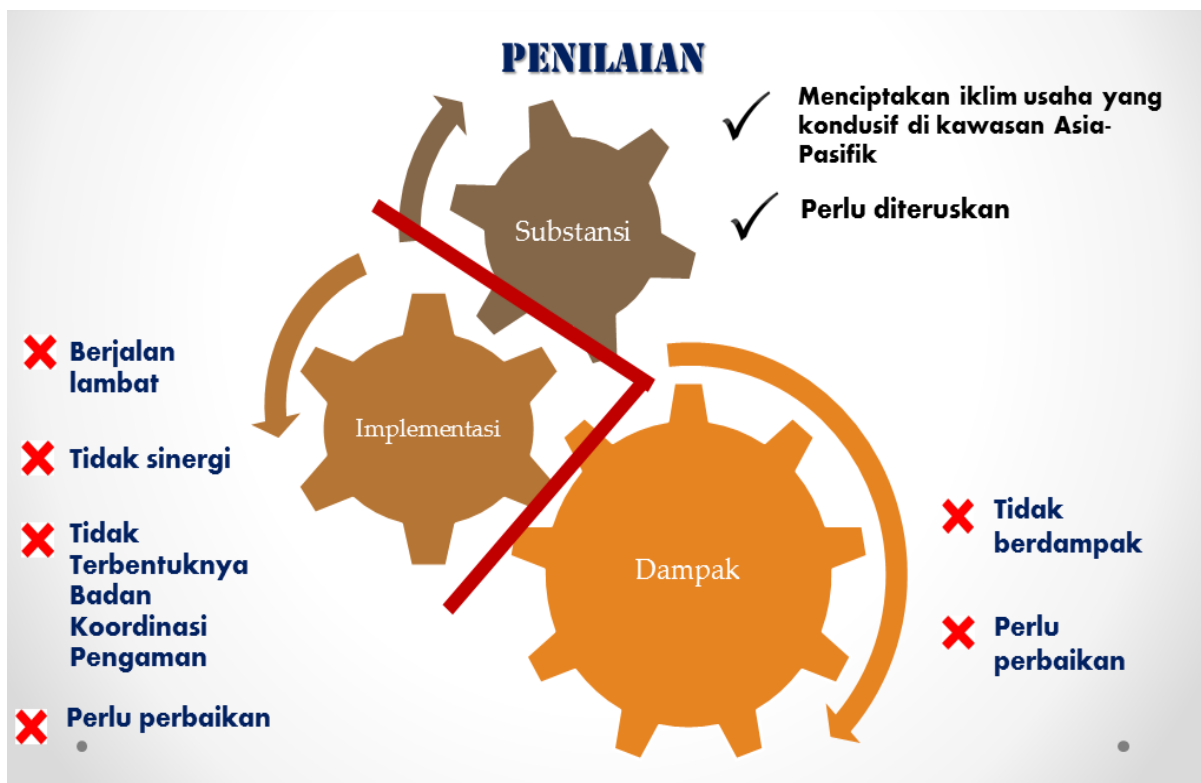 PENILAIAN
Menciptakan iklim usaha yang
kondusif di kawasan Asia-
Pasifik
Perlu diteruskan
Substansi
Implementasi
Dampak
Berjalan
lambat
Tidak sinergi
Tidak
Terbentuknya
Badan
Koordinasi
Pengaman
Perlu perbaikan
Tidak
berdampak
Perlu
perbaikan